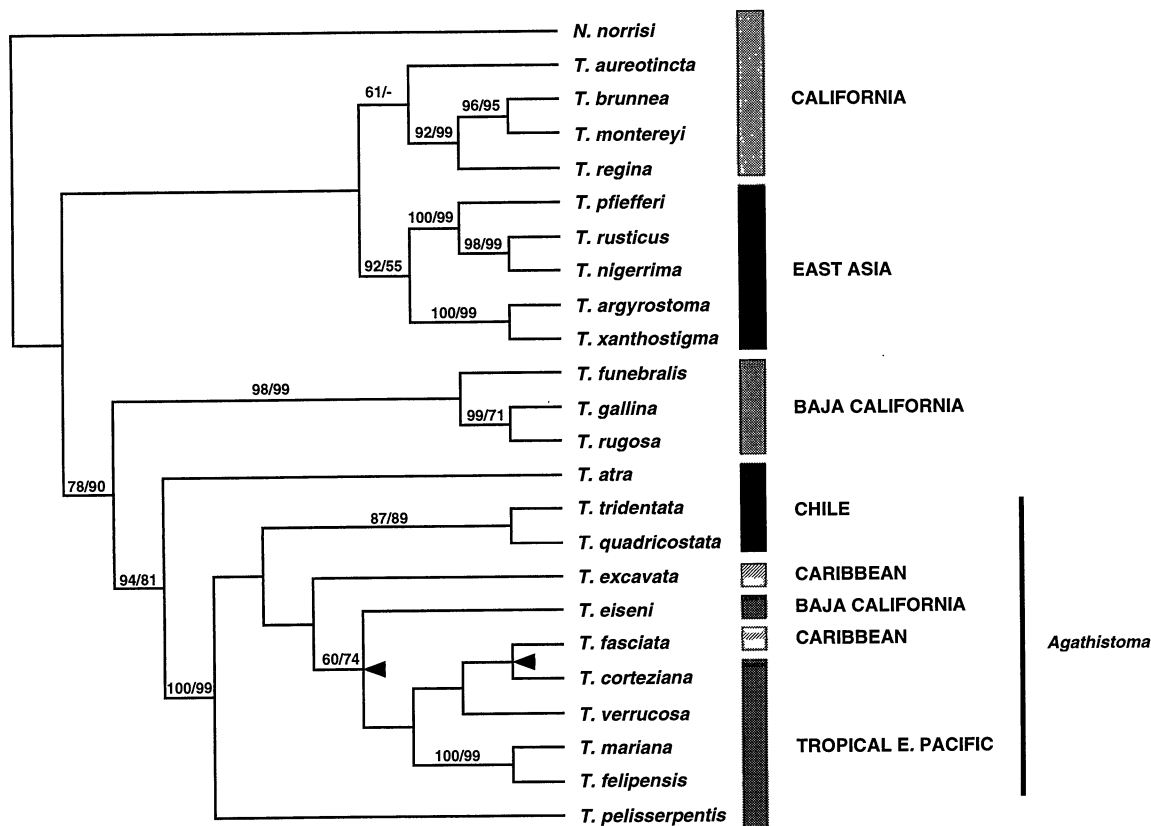 N. norrisi
T. aureotincta
61/-
T. brunnea
96/95
CALIFORNIA
T. montereyi
92/99
T. regina
T. pfiefferi
100/99
T. rusticus
98/99
T. nigerrima
92/55
EAST ASIA
T. argyrostoma
100/99
T. xanthostigma
T. funebralis
98/99
T. gallina
99/71
BAJA CALIFORNIA
T. rugosa
T. atra
78/90
T. tridentata
CHILE
87/89
T. quadricostata
T. excavata
CARIBBEAN
94/81
T. eiseni
BAJA CALIFORNIA
T. fasciata
CARIBBEAN
Agathistoma
60/74
T. corteziana
100/99
T. verrucosa
T. mariana
TROPICAL E. PACIFIC
100/99
T. felipensis
T. pelisserpentis